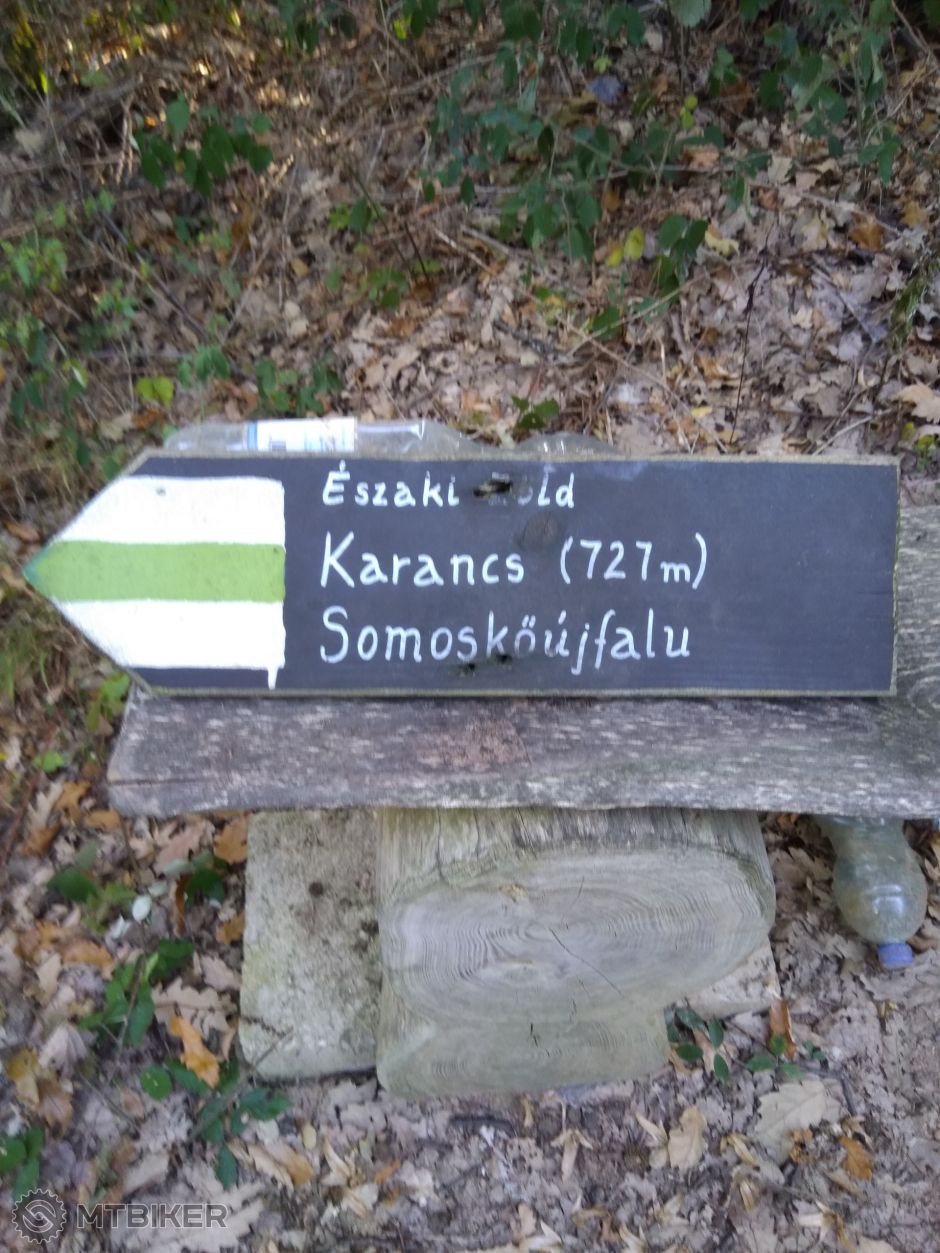 Északi
Karancs (727m)
Somoskőújfalu
MTBIKER